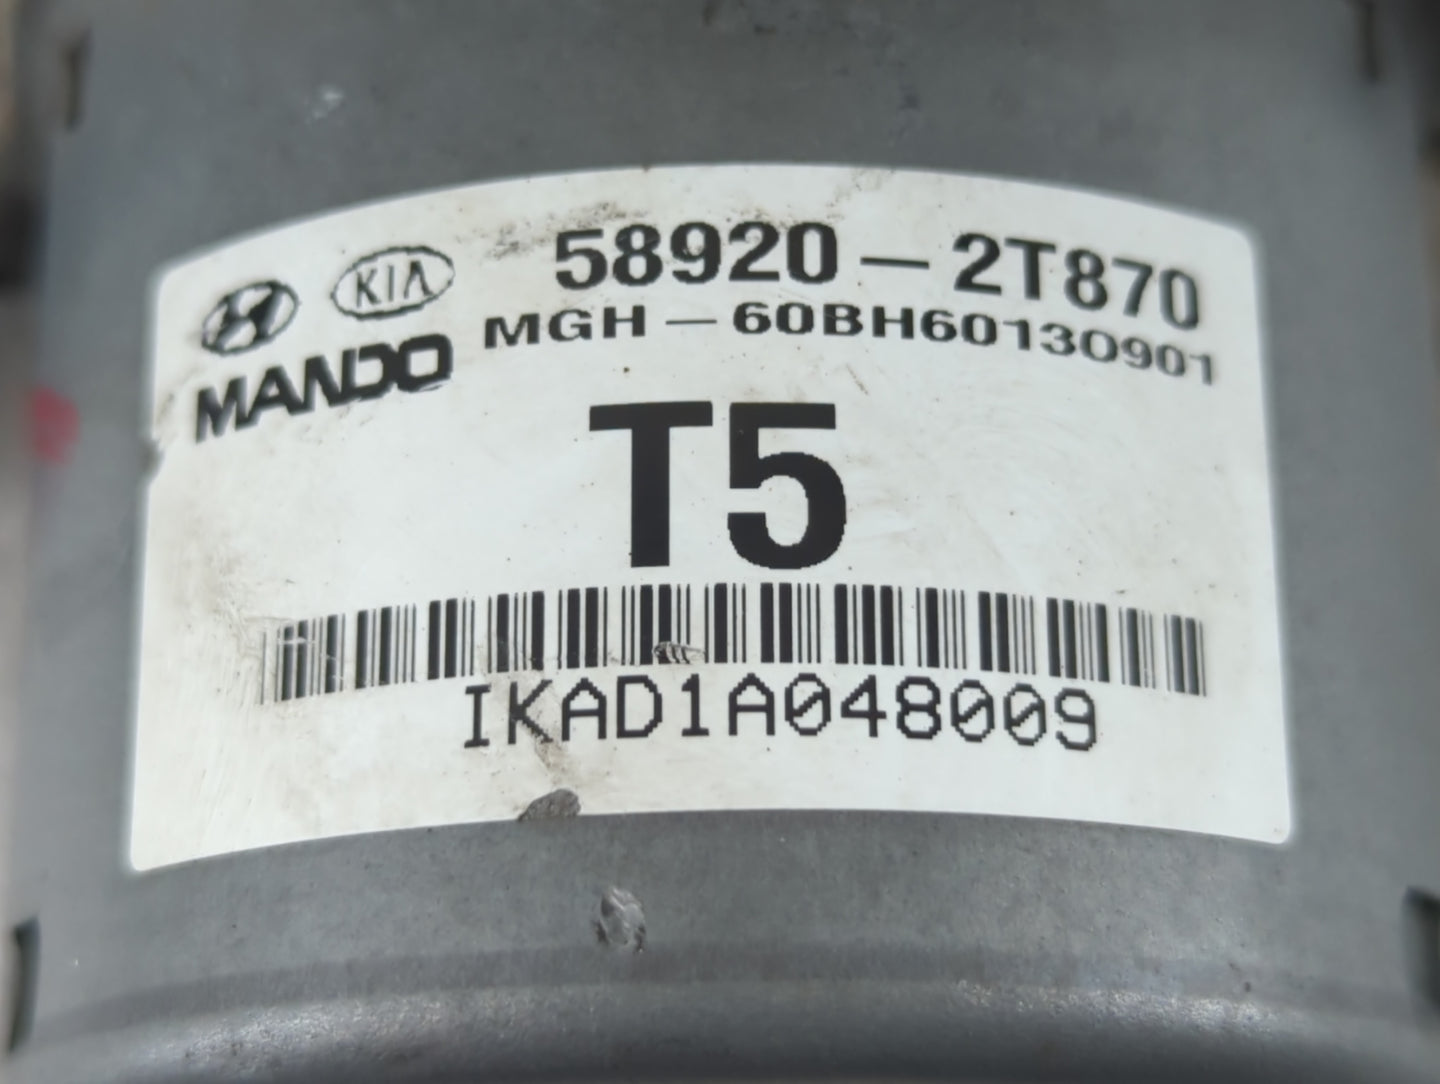 KIA 58920-2T870
MANDO MGH-60BH60130901
T5
IKAD1A048009